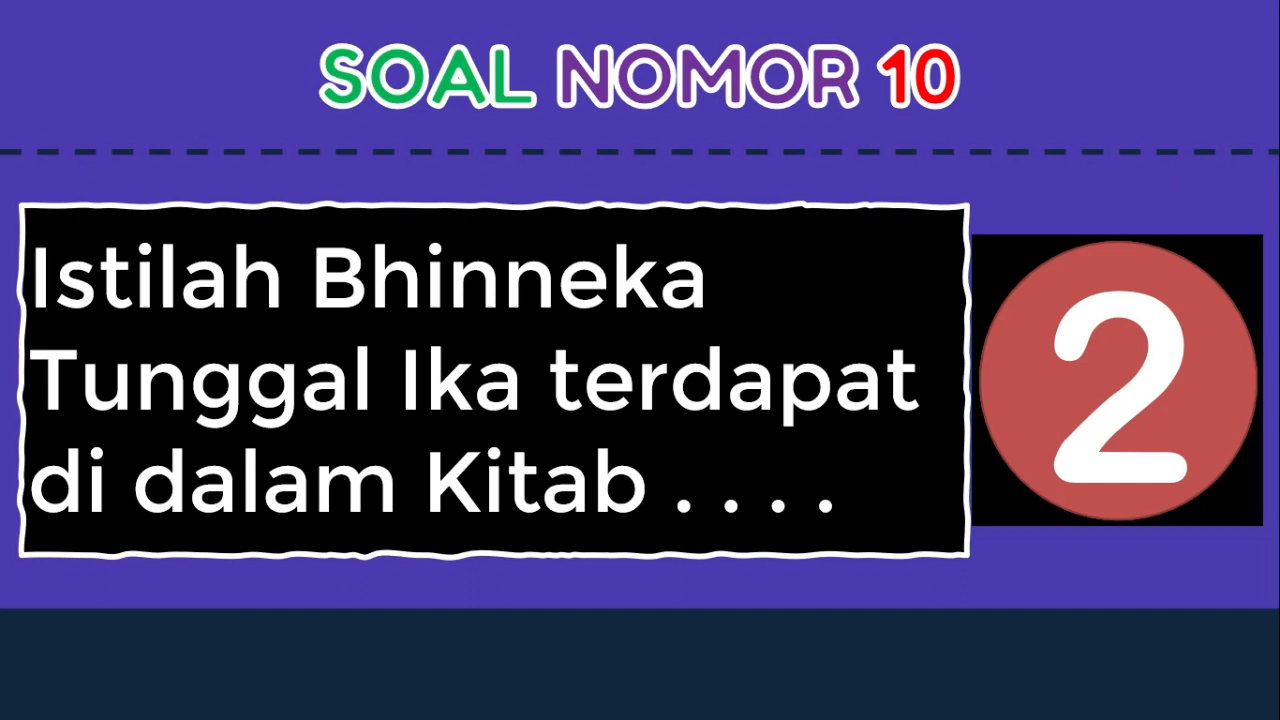 SOAL NOMOR 10
Istilah Bhinneka
Tunggal Ika terdapat
di dalam Kitab . . . .
2